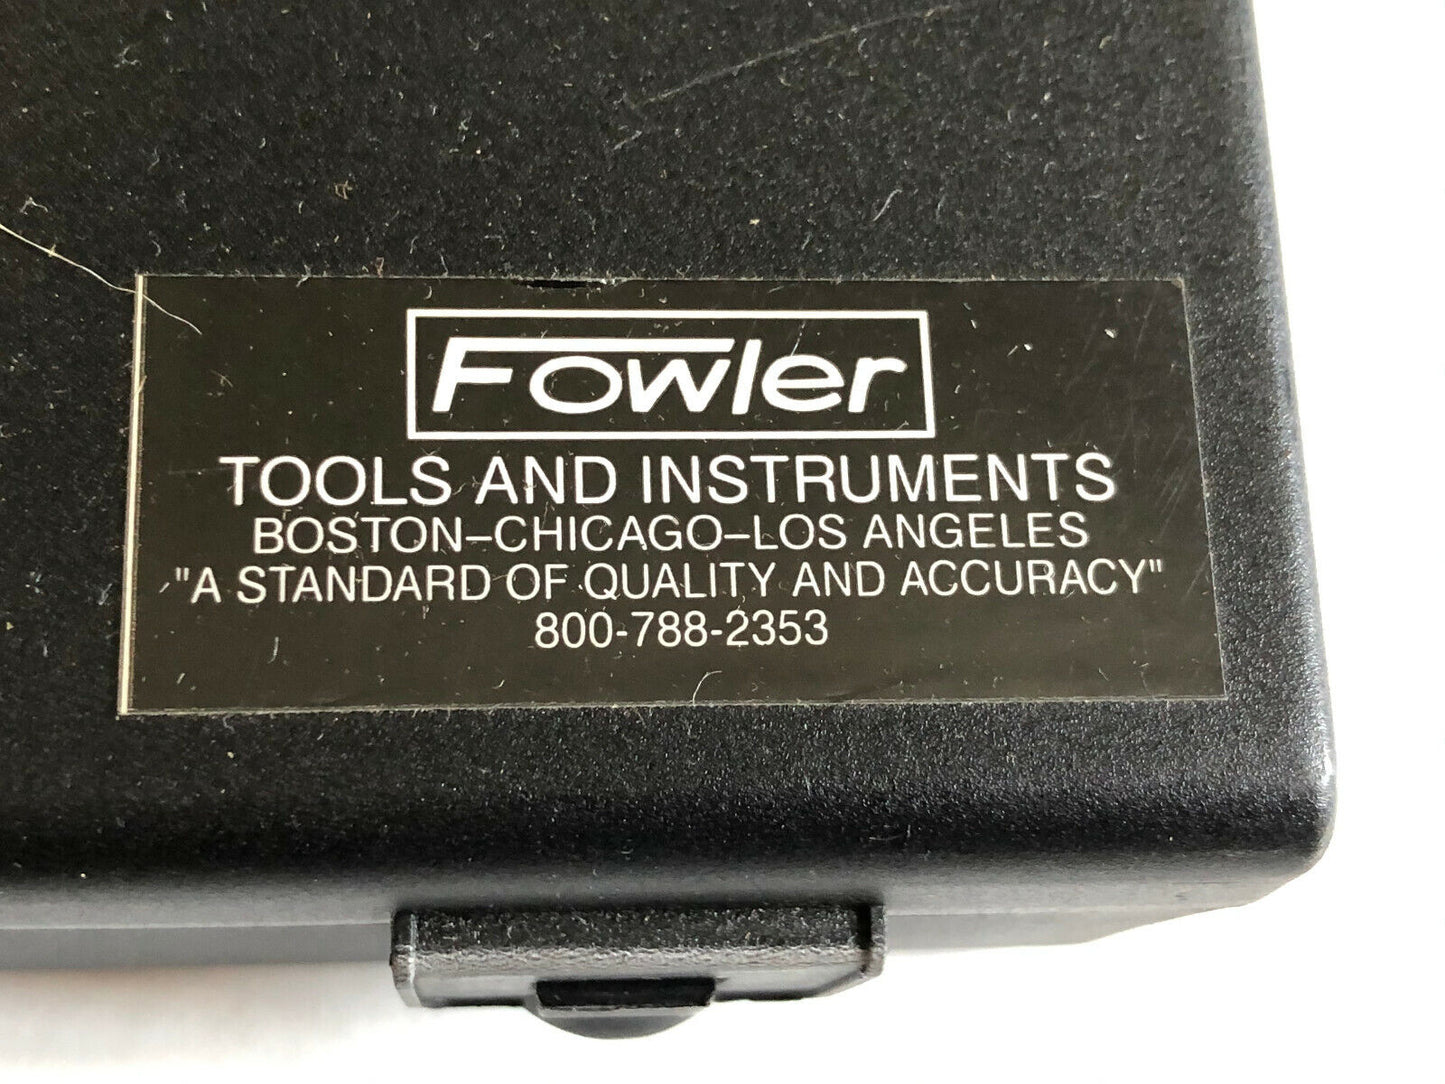 Fowler
TOOLS AND INSTRUMENTS
BOSTON–CHICAGO–LOS ANGELES
"A STANDARD OF QUALITY AND ACCURACY"
800-788-2353